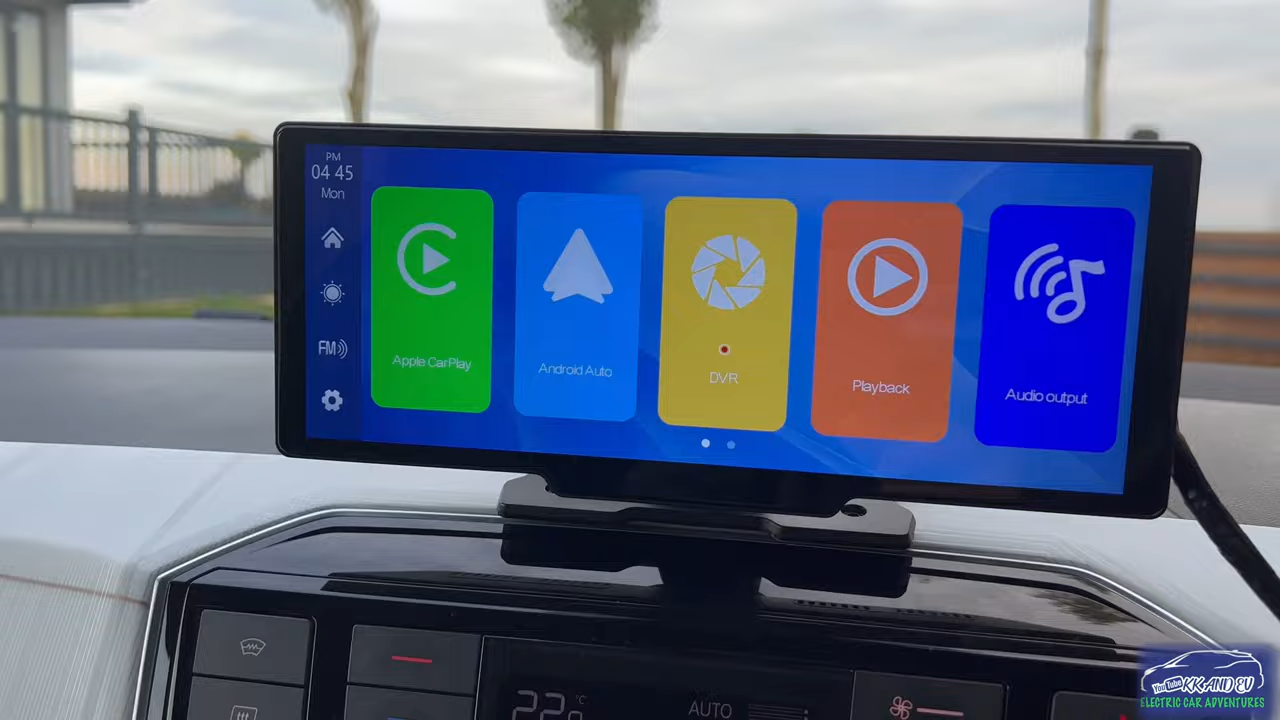 PM
04 45
Mon
FM
Apple CarPlay
Android Auto
DVR
Playback
Audio output
22
°C
AUTO
YouTube KK AND EV
ELECTRIC CAR ADVENTURES